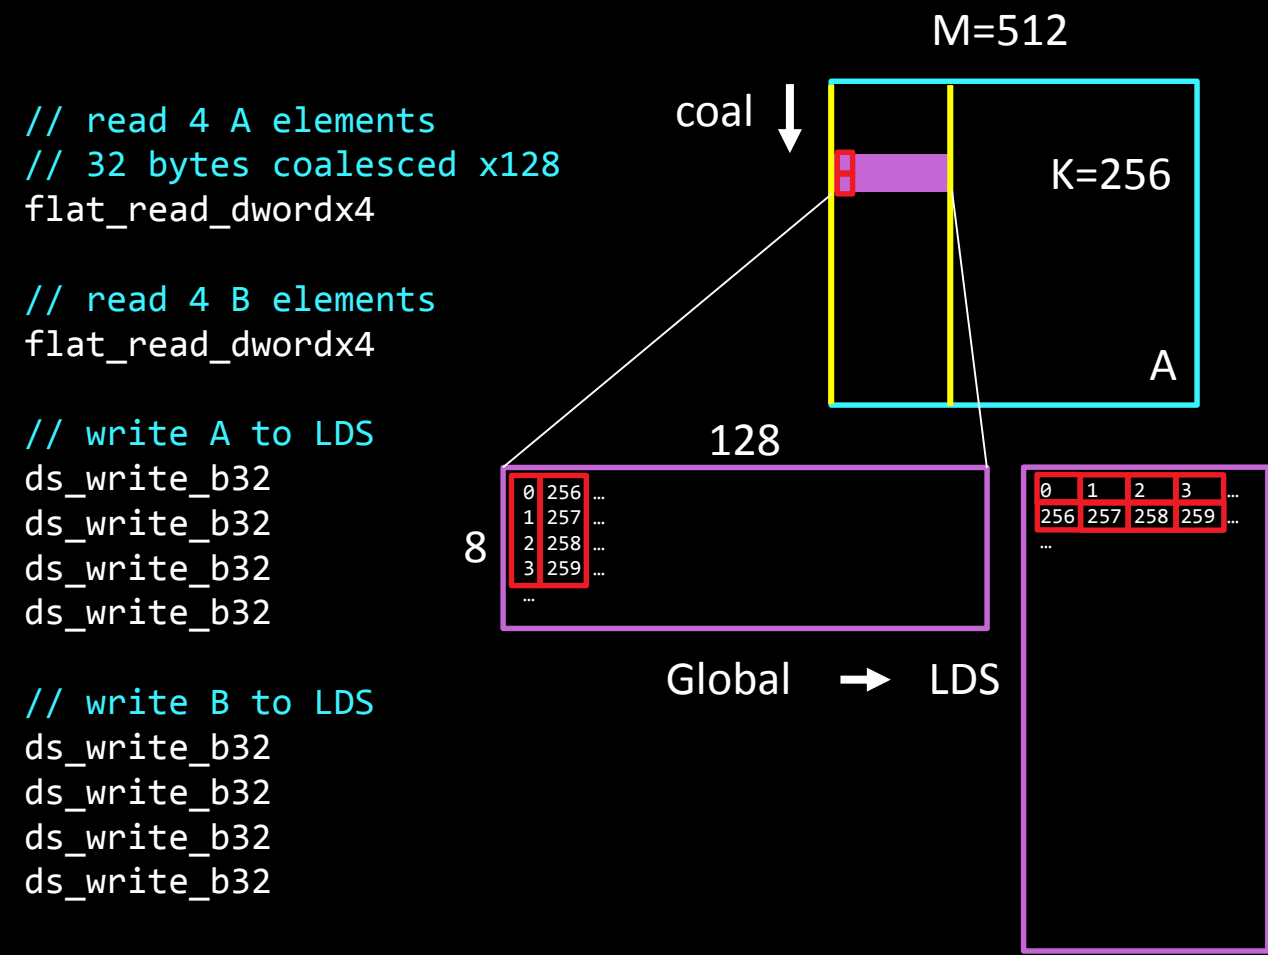 // read 4 A elements
// 32 bytes coalesced x128
flat_read_dwordx4
// read 4 B elements
flat_read_dwordx4
// write A to LDS
ds_write_b32
ds_write_b32
ds_write_b32
ds_write_b32
// write B to LDS
ds_write_b32
ds_write_b32
ds_write_b32
ds_write_b32
M=512
coal
K=256
A
128
8
0 256 …
1 257 …
2 258 …
3 259 …
…
Global
LDS
0 1 2 3 …
256 257 258 259 …
…